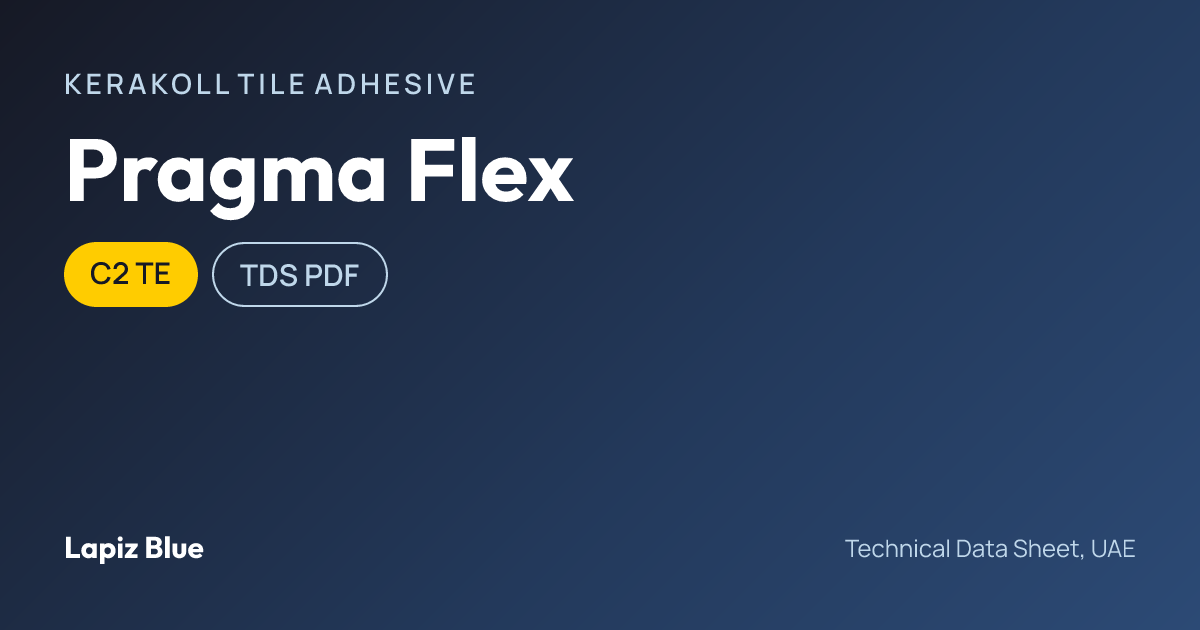 KERAKOLL TILE ADHESIVE
Pragma Flex
C2 TE
TDS PDF
Lapiz Blue
Technical Data Sheet, UAE